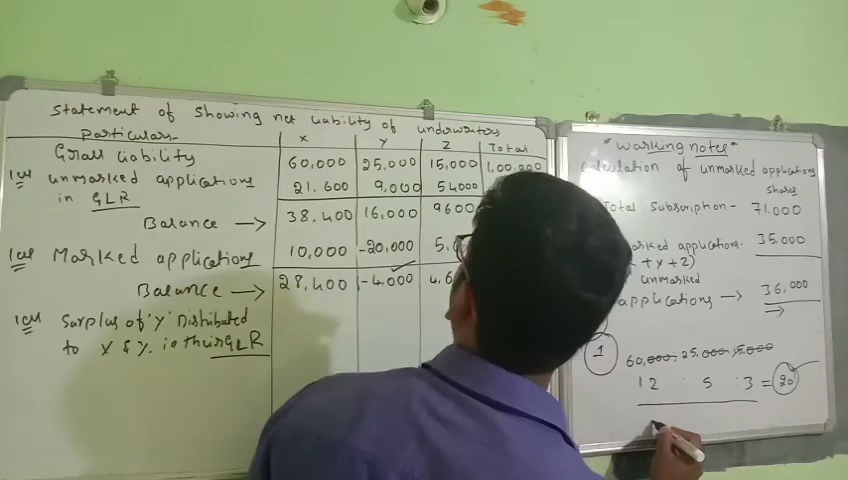 Statement of showing net liability of underwriters
Particulars x y z Total
Gross liability 60,000 25,000 15,000 1,00,000
less unmarked applications 21.600 9,000 54000
in GLR
Balance → 38,400 16,000 9600
less Marked applications 10,000 -20,000
Balance → 28,400 -4.000
less Surplus of 'y' Distributed
to X & y. in their GLR
*working notes*
calculation of unmarked applications
shares
Total Subscription - 71.000
marked applications - 35.000
+ y + z)
unmarked
applications → 36,000
1 60,000: 25.000: 15.000
12 : 5 : 3 = 20